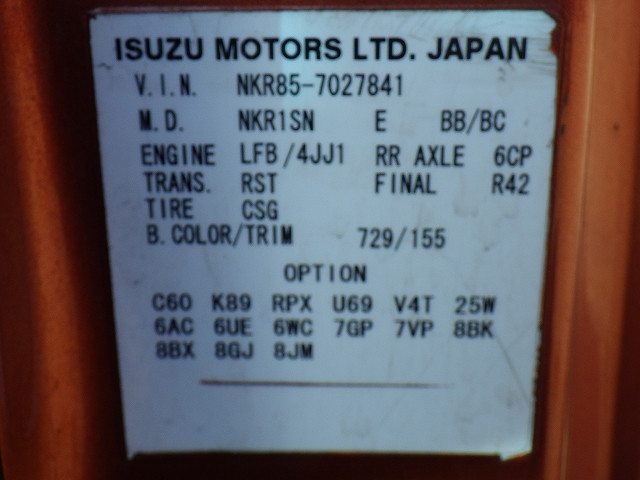 ISUZU MOTORS LTD. JAPAN
V.I.N. NKR85-7027841
M.D. NKR1SN E BB/BC
ENGINE LFB/4JJ1 RR AXLE 6CP
TRANS. RST FINAL R42
TIRE CSG
B.COLOR/TRIM 729/155
OPTION
C60 K89 RPX U69 V4T 25W
6AC 6UE 6WC 7GP 7VP 8BK
8BX 8GJ 8JM